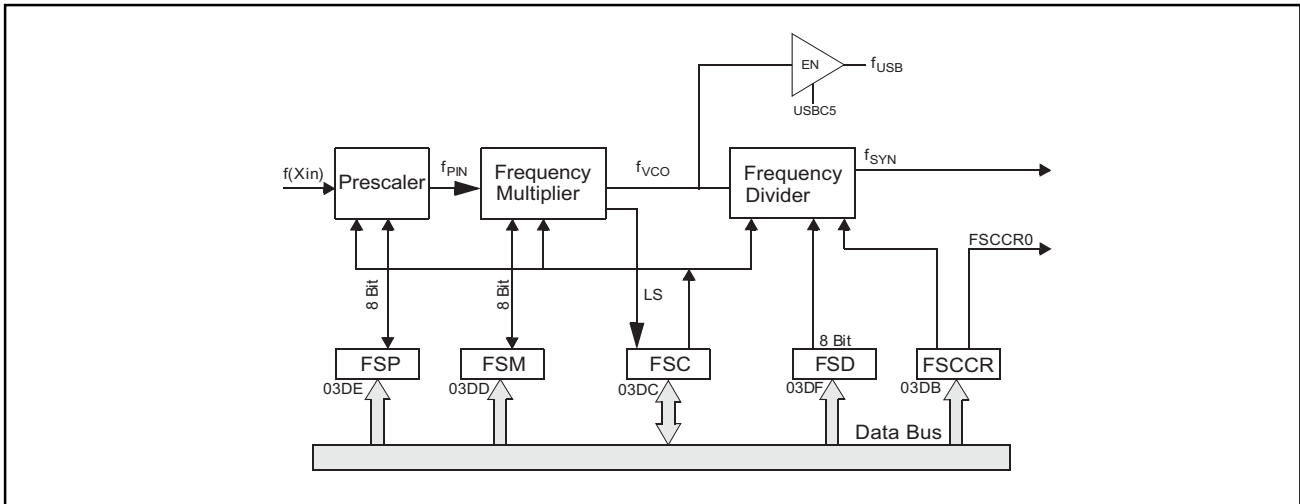 EN
fUSB
USBC5
f(Xin)
Prescaler
fPIN
Frequency
Multiplier
fVCO
Frequency
Divider
fSYN
FSCCR0
8 Bit
8 Bit
LS
8 Bit
FSP
FSM
FSC
FSD
FSCCR
03DE
03DD
03DC
03DF
03DB
Data Bus